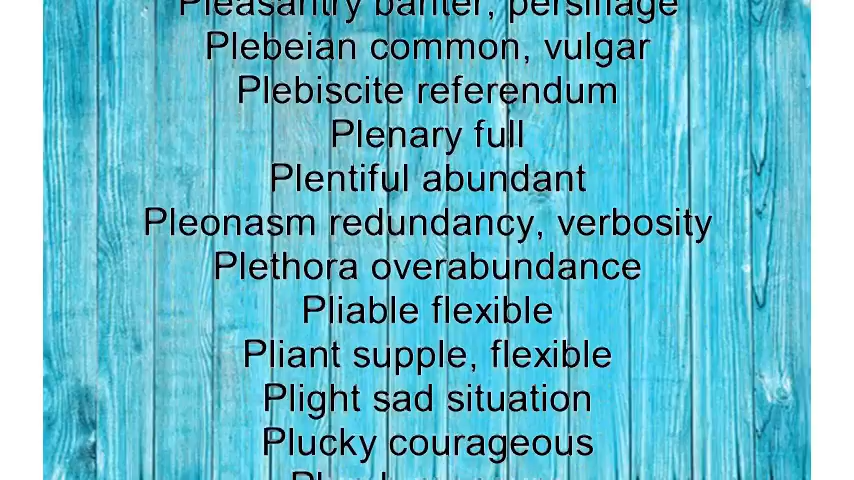 Pleasantry banter, persiflage
Plebeian common, vulgar
Plebiscite referendum
Plenary full
Plentiful abundant
Pleonasm redundancy, verbosity
Plethora overabundance
Pliable flexible
Pliant supple, flexible
Plight sad situation
Plucky courageous